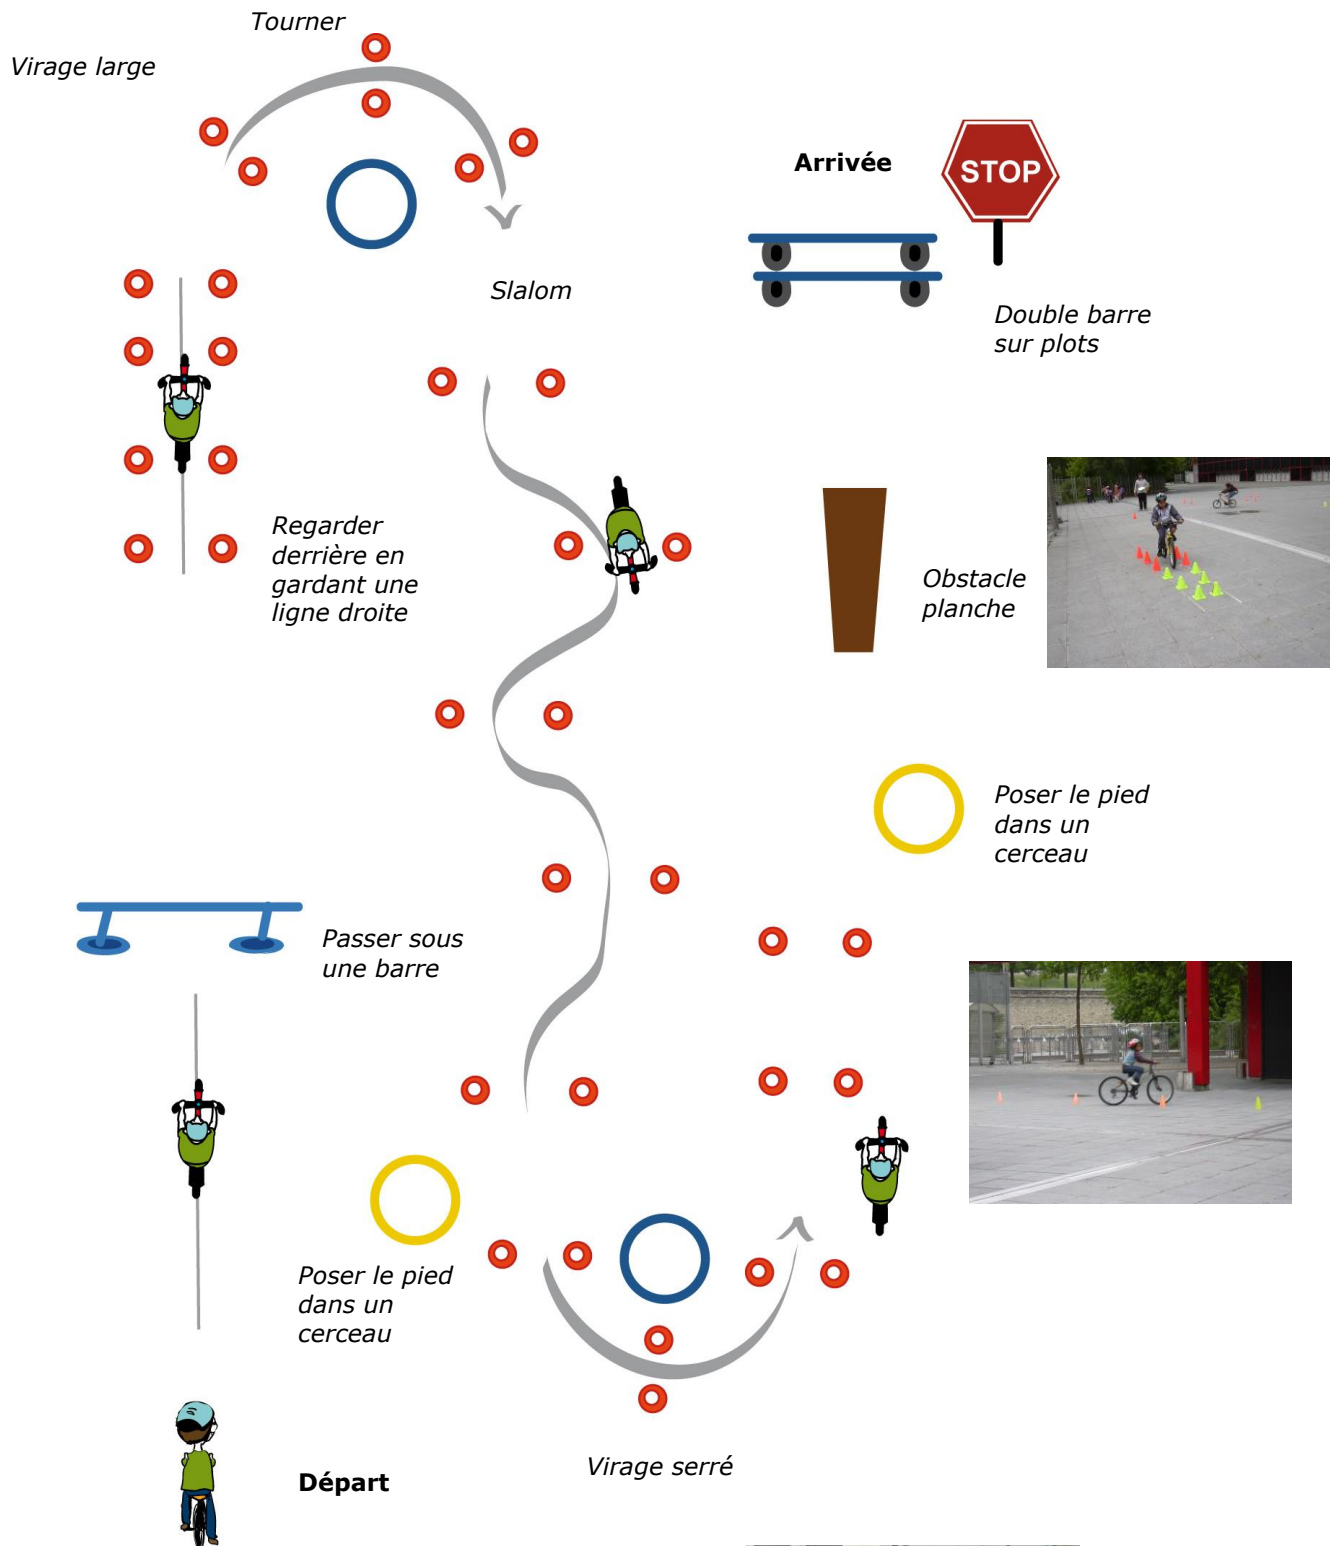 Tourner
Virage large
Arrivée
STOP
Slalom
Double barre
sur plots
Regarder
derrière en
gardant une
ligne droite
Obstacle
planche
Poser le pied
dans un
cerceau
Passer sous
une barre
Poser le pied
dans un
cerceau
Virage serré
Départ